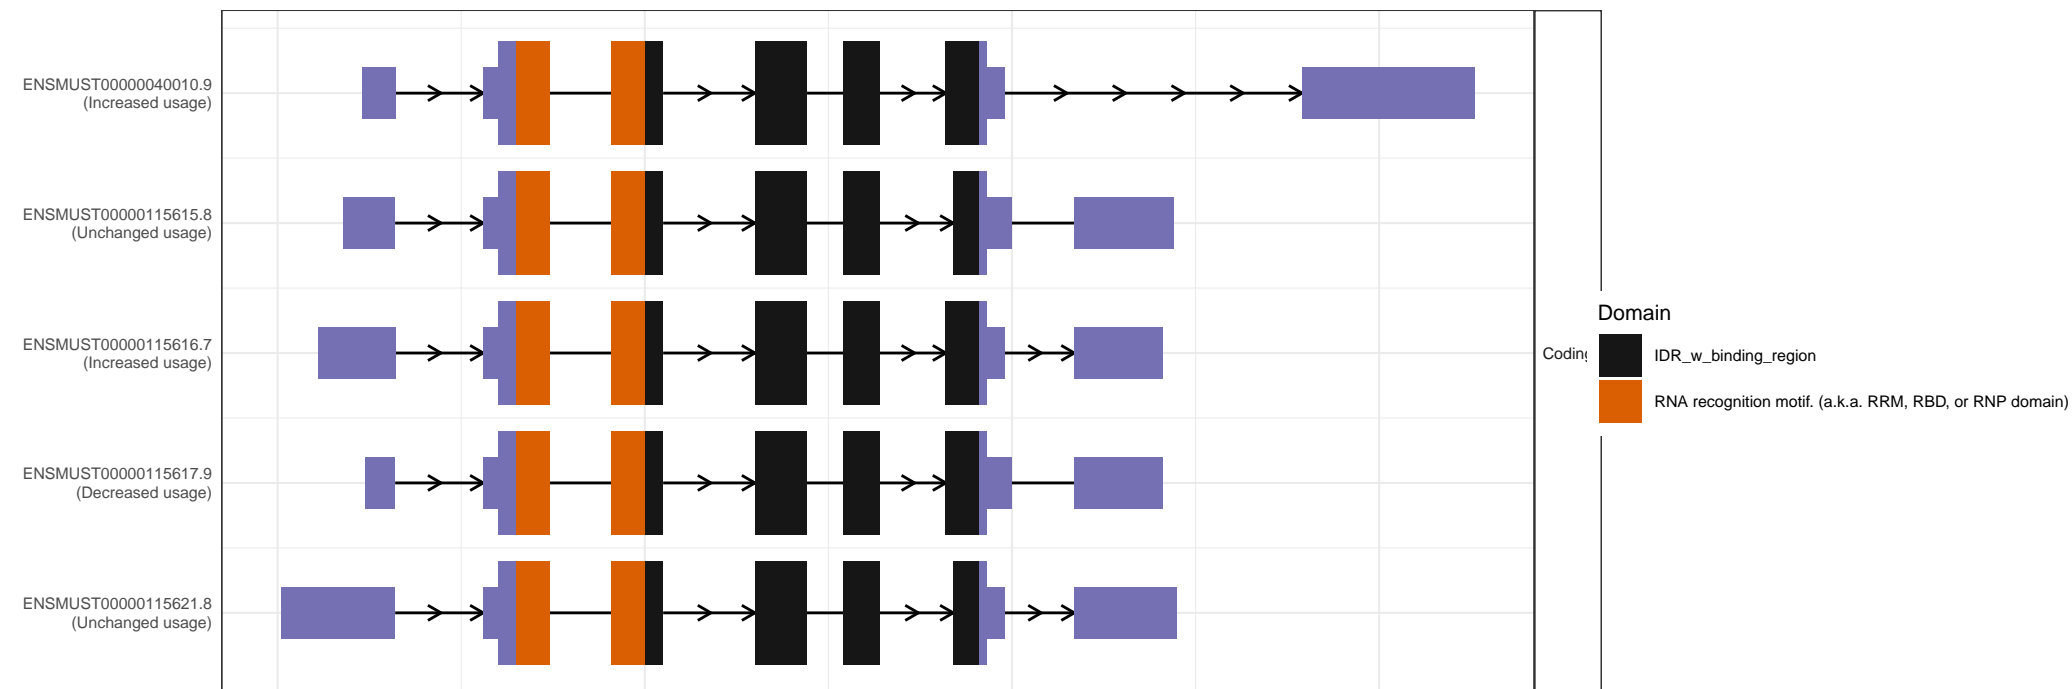 ENSMUST00000040010.9
(Increased usage)
ENSMUST00000115615.8
(Unchanged usage)
ENSMUST00000115616.7
(Increased usage)
ENSMUST00000115617.9
(Decreased usage)
ENSMUST00000115621.8
(Unchanged usage)
Coding
Domain
IDR_w_binding_region
RNA recognition motif. (a.k.a. RRM, RBD, or RNP domain)